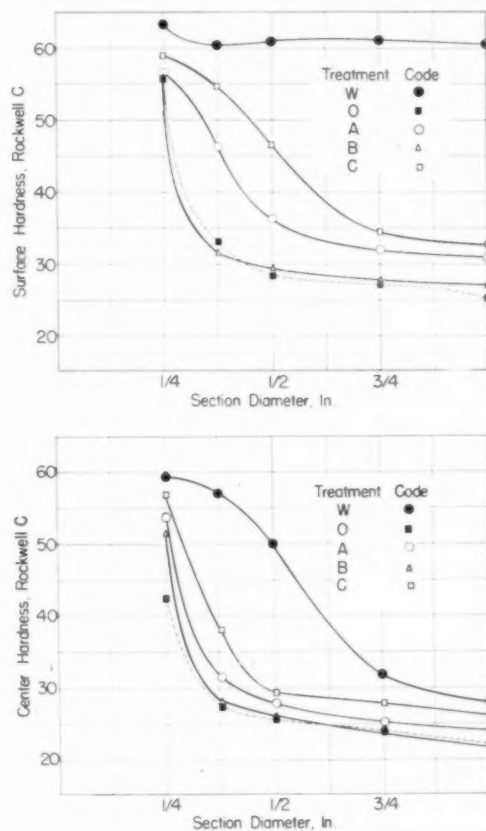 60
50
40
30
20
Surface Hardness, Rockwell C
Treatment Code
W
O
A
B
C
1/4 1/2 3/4
Section Diameter, In.
60
50
40
30
20
Center Hardness, Rockwell C
Treatment Code
W
O
A
B
C
1/4 1/2 3/4
Section Diameter, In.